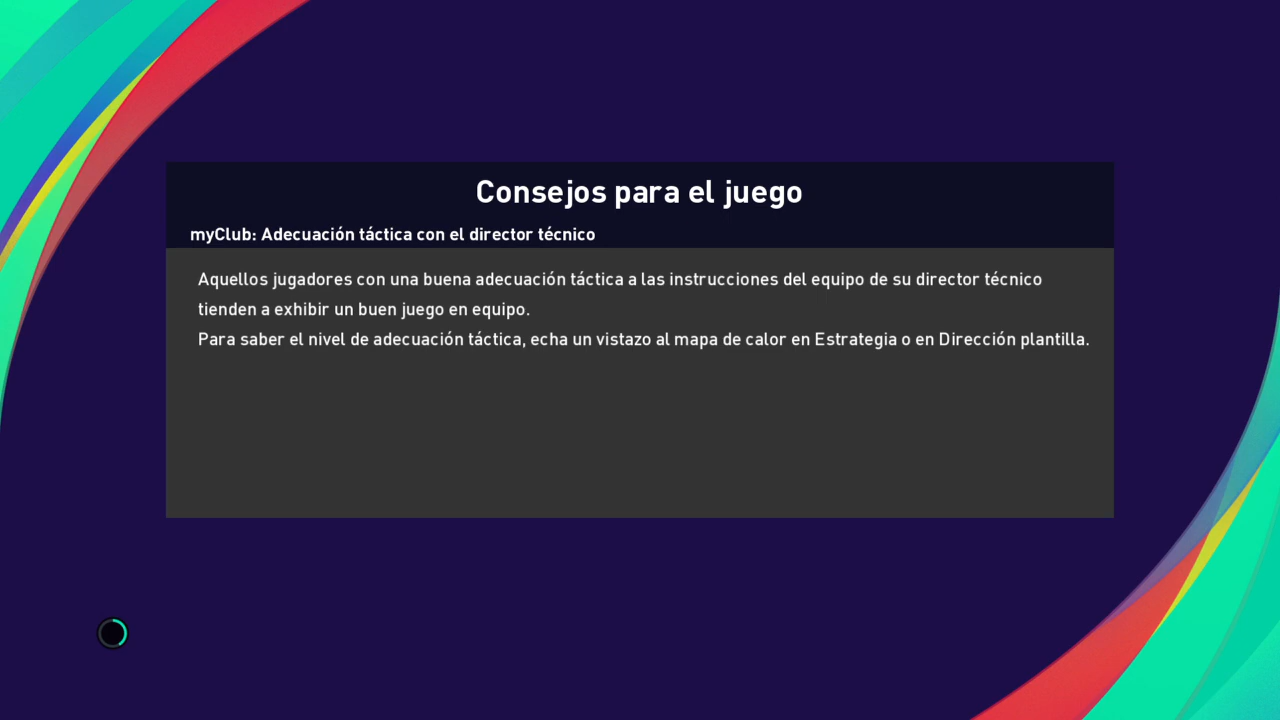 Consejos para el juego
myClub: Adecuación táctica con el director técnico
Aquellos jugadores con una buena adecuación táctica a las instrucciones del equipo de su director técnico
tienden a exhibir un buen juego en equipo.
Para saber el nivel de adecuación táctica, echa un vistazo al mapa de calor en Estrategia o en Dirección plantilla.